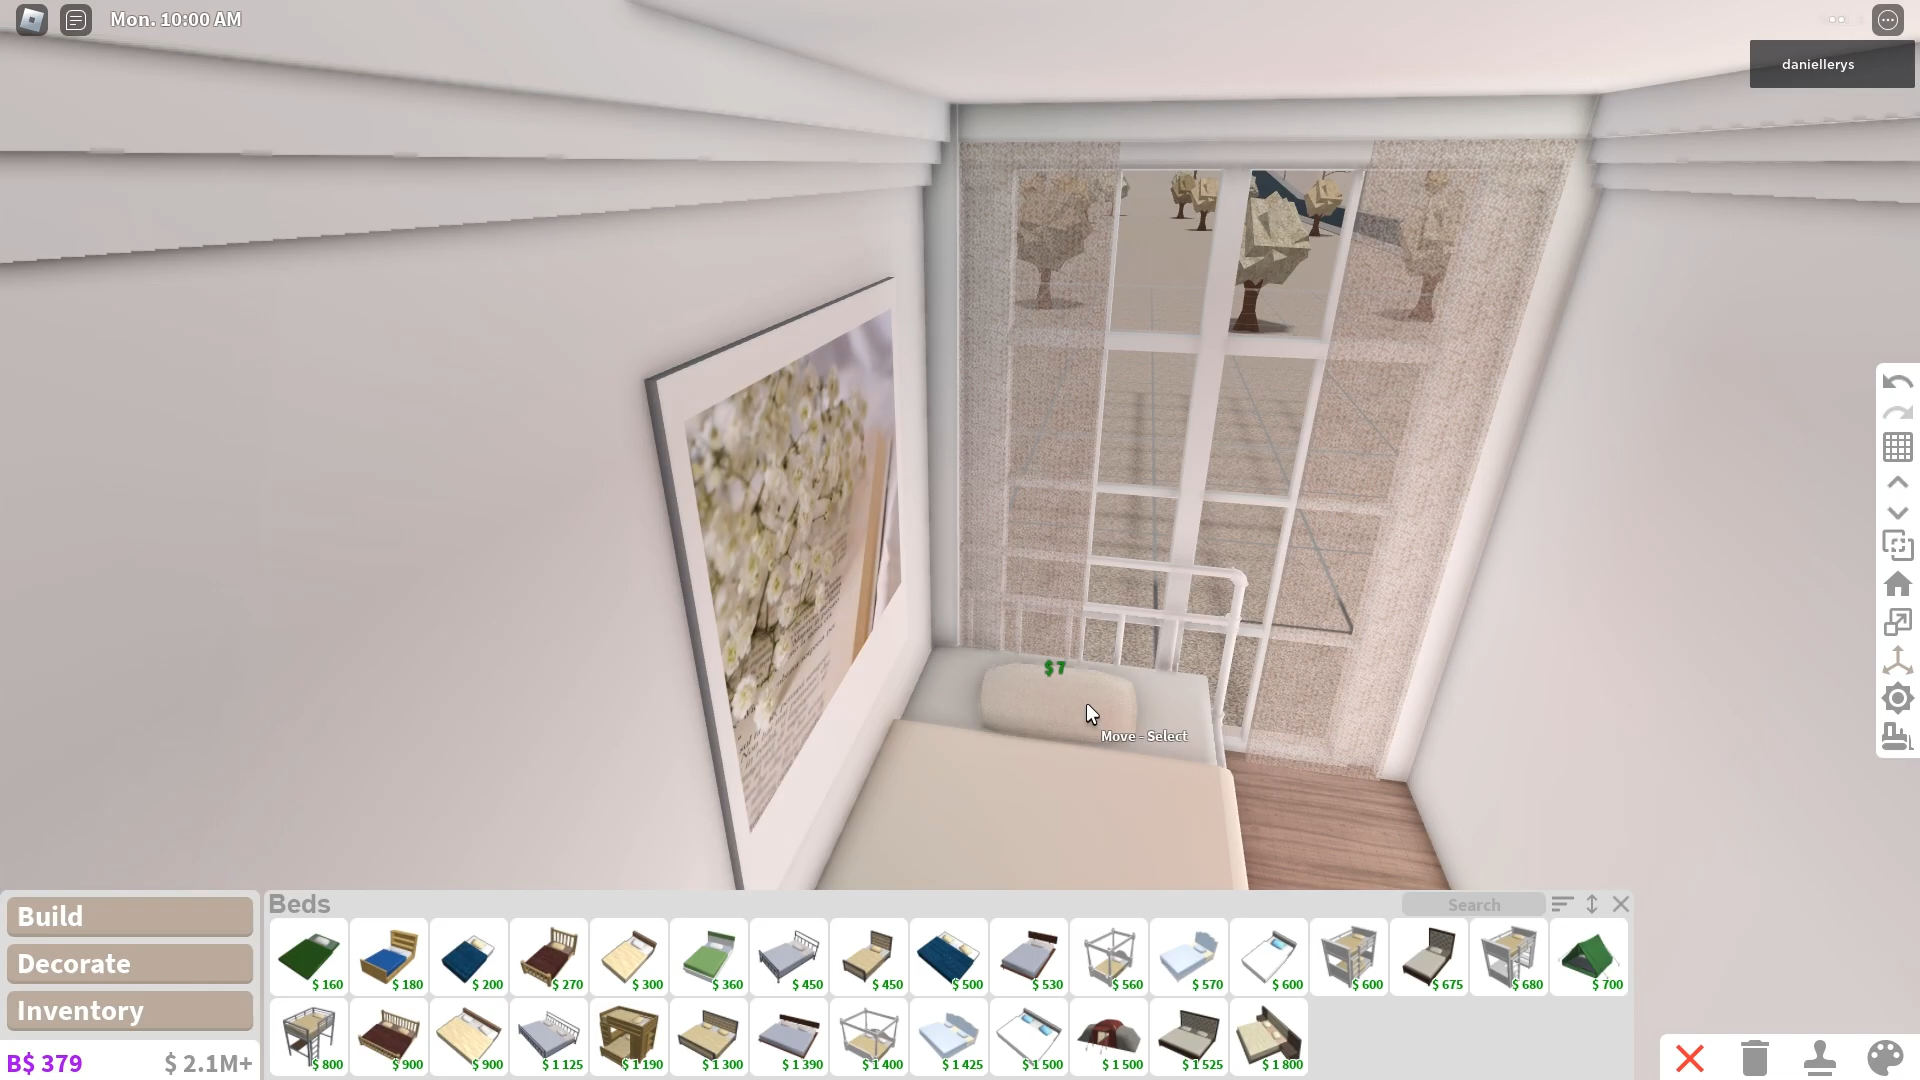 Mon. 10:00 AM
daniellerys
$7
Move - Select
Build
Decorate
Inventory
B$ 379
$ 2.1M+
Beds
Search
$ 160
$ 180
$ 200
$ 270
$ 300
$ 360
$ 450
$ 450
$ 500
$ 530
$ 560
$ 570
$ 600
$ 600
$ 675
$ 680
$ 700
$ 800
$ 900
$ 900
$ 1 125
$ 1 190
$ 1 300
$ 1 390
$ 1 400
$ 1 425
$ 1 500
$ 1 500
$ 1 525
$ 1 800